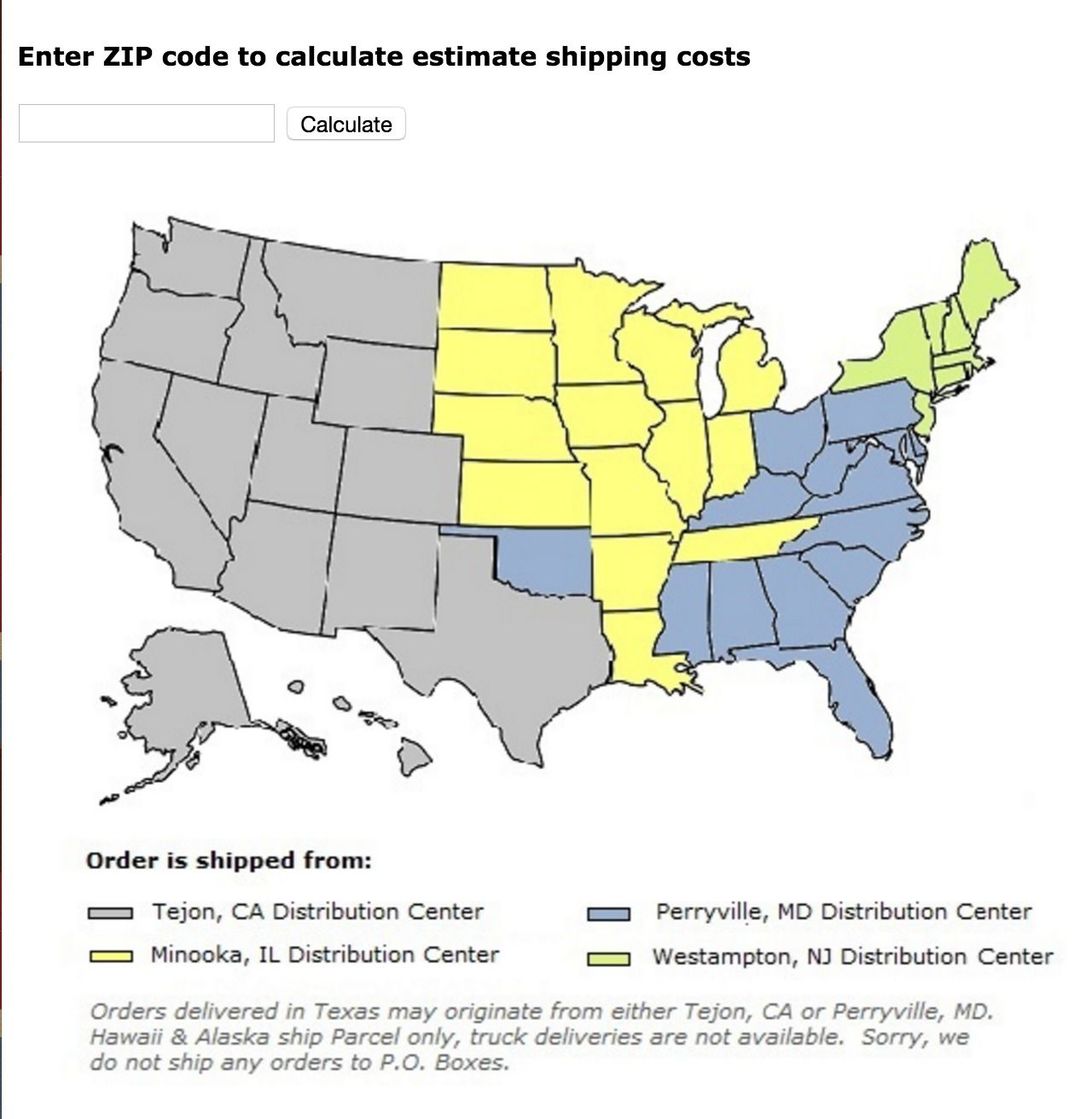 Enter ZIP code to calculate estimate shipping costs
Calculate
Order is shipped from:
Tejon, CA Distribution Center
Perryville, MD Distribution Center
Minooka, IL Distribution Center
Westampton, NJ Distribution Center
Orders delivered in Texas may originate from either Tejon, CA or Perryville, MD.
Hawaii & Alaska ship Parcel only, truck deliveries are not available. Sorry, we
do not ship any orders to P.O. Boxes.